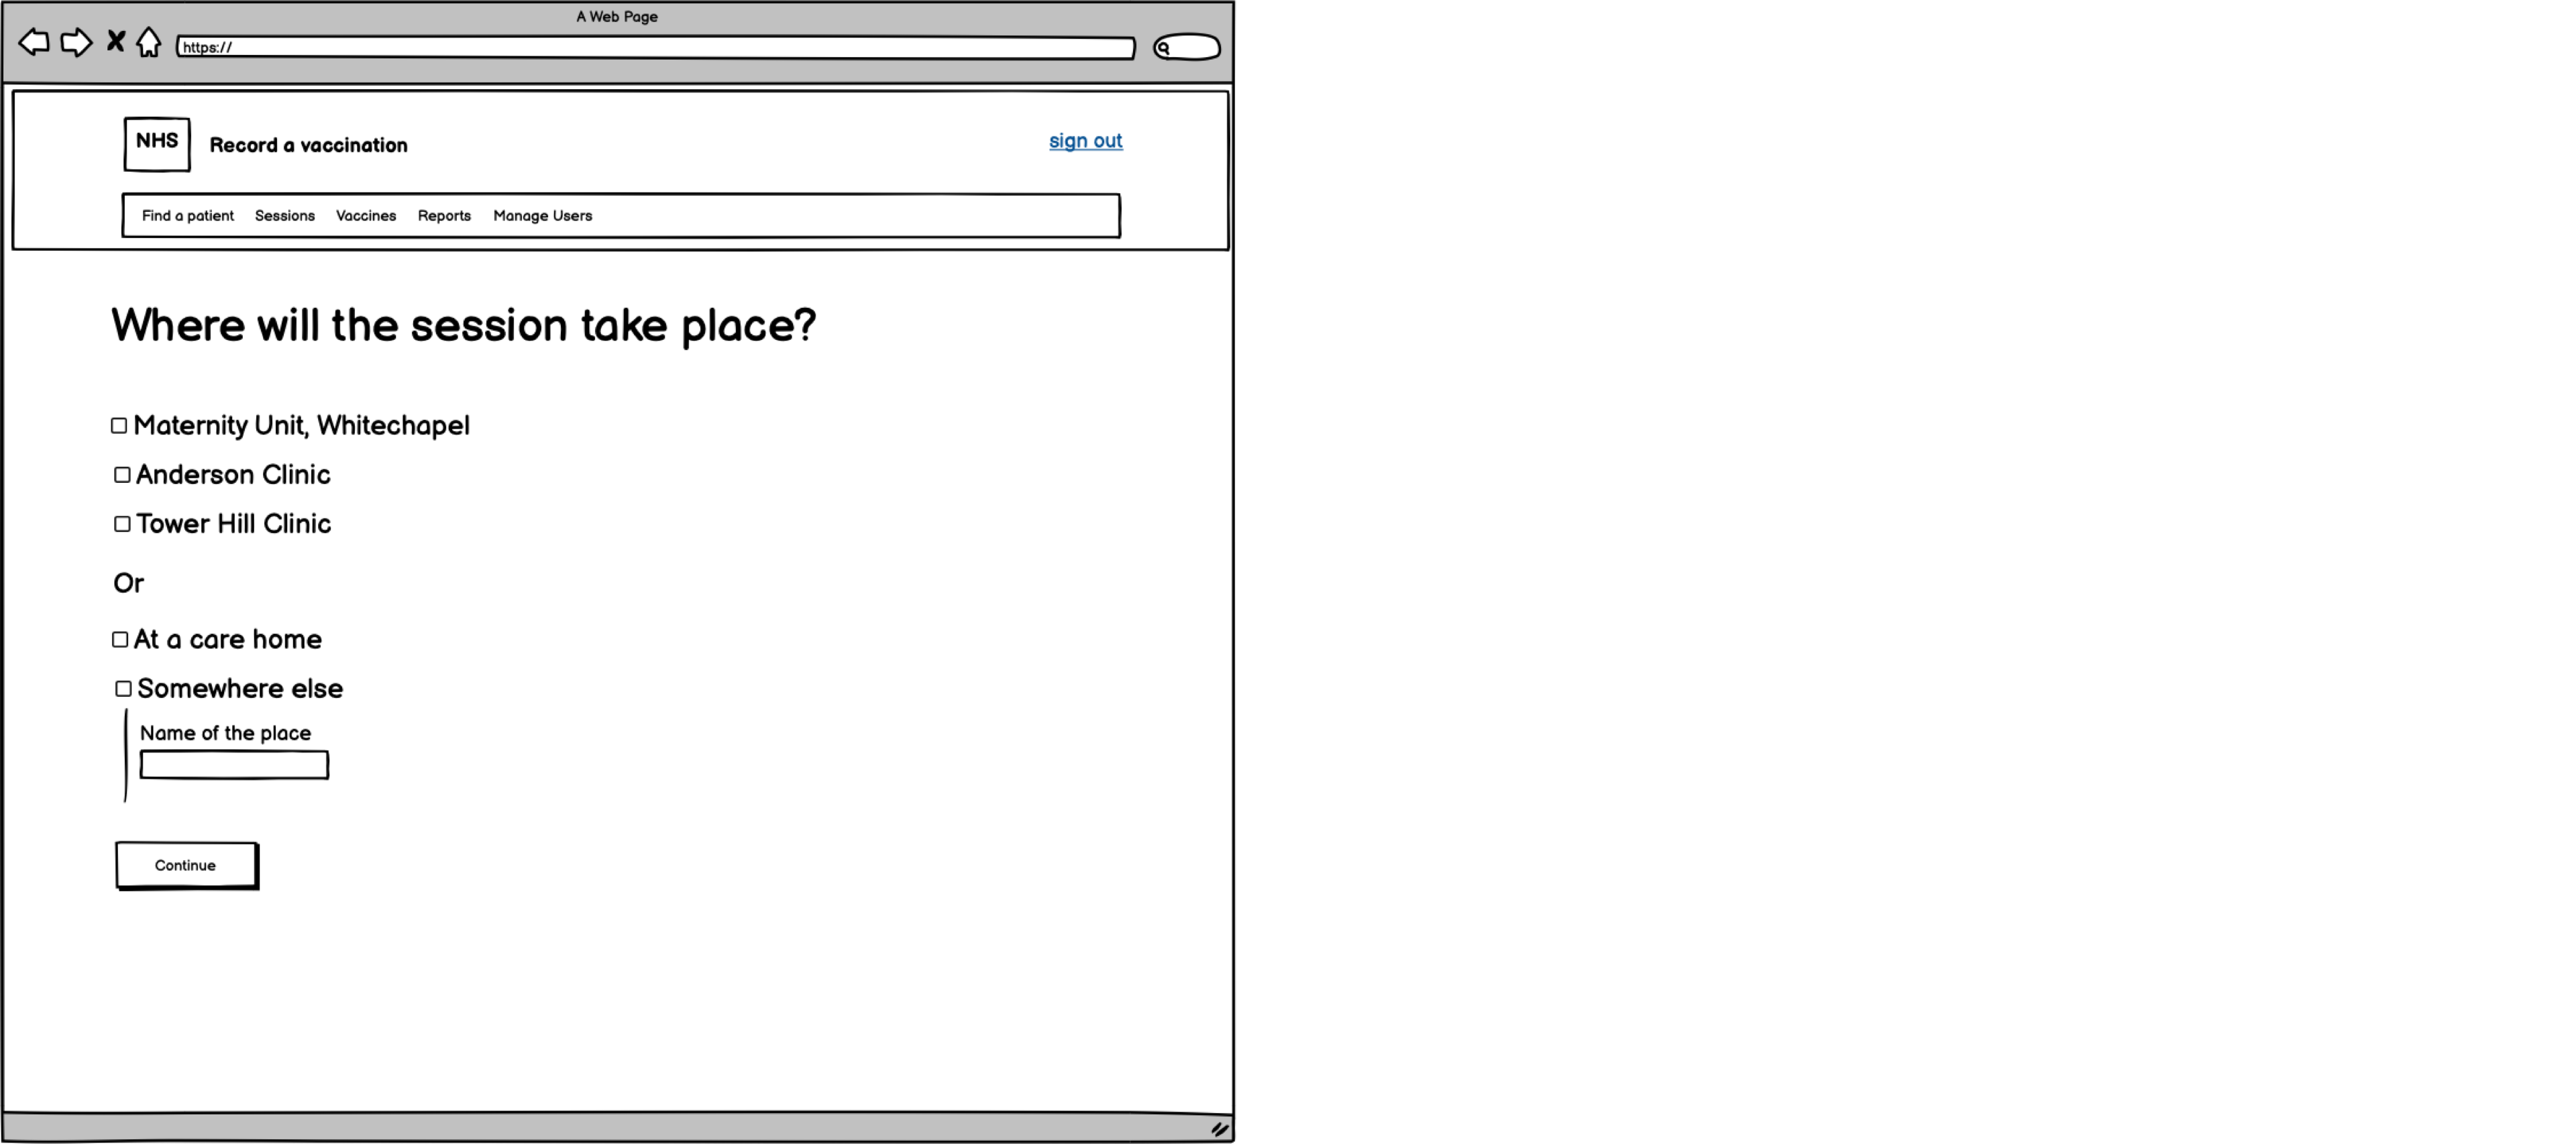 A Web Page
https://
NHS
Record a vaccination
sign out
Find a patient Sessions Vaccines Reports Manage Users
Where will the session take place?
Maternity Unit, Whitechapel
Anderson Clinic
Tower Hill Clinic
Or
At a care home
Somewhere else
Name of the place
Continue